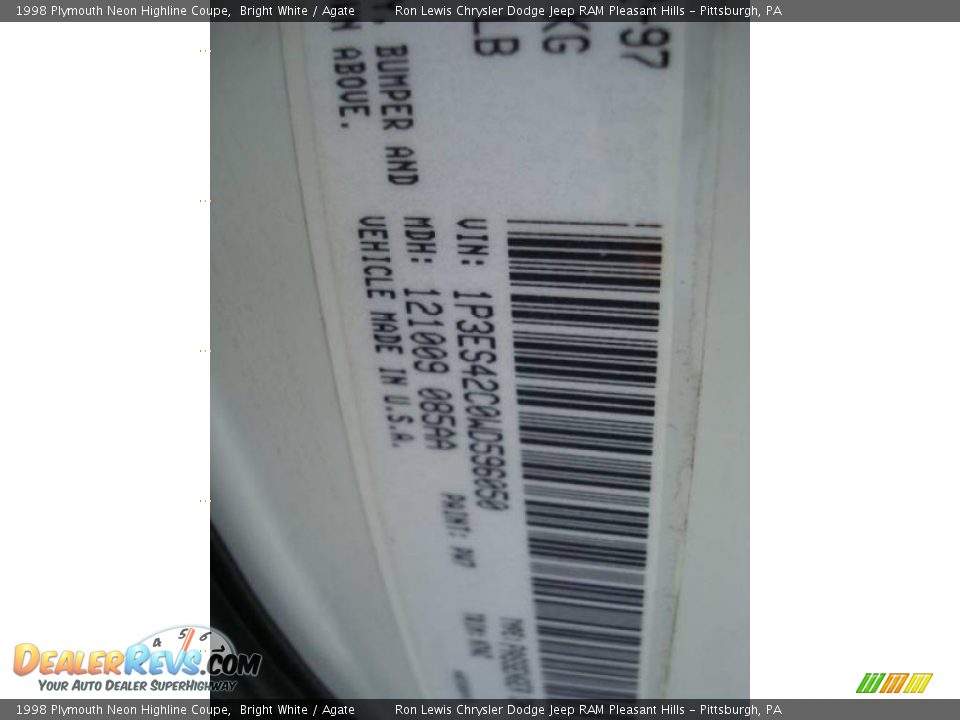 1998 Plymouth Neon Highline Coupe, Bright White / Agate Ron Lewis Chrysler Dodge Jeep RAM Pleasant Hills - Pittsburgh, PA
-97
KG
LB
BUMPER AND
ABOVE.
VIN: 1P3ES42C0WD596050
MDH: 121009 085AA
VEHICLE MADE IN U.S.A.
PAINT: PW7
DEALERREVS.COM
YOUR AUTO DEALER SUPERHIGHWAY
1998 Plymouth Neon Highline Coupe, Bright White / Agate Ron Lewis Chrysler Dodge Jeep RAM Pleasant Hills - Pittsburgh, PA